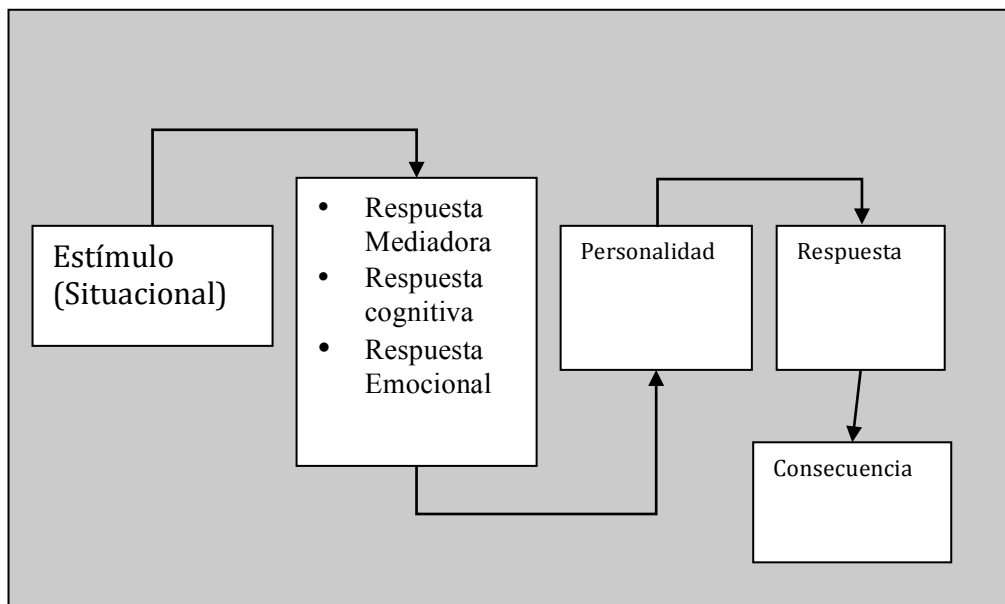 Estímulo
(Situacional)
• Respuesta
Mediadora
• Respuesta
cognitiva
• Respuesta
Emocional
Personalidad
Respuesta
Consecuencia